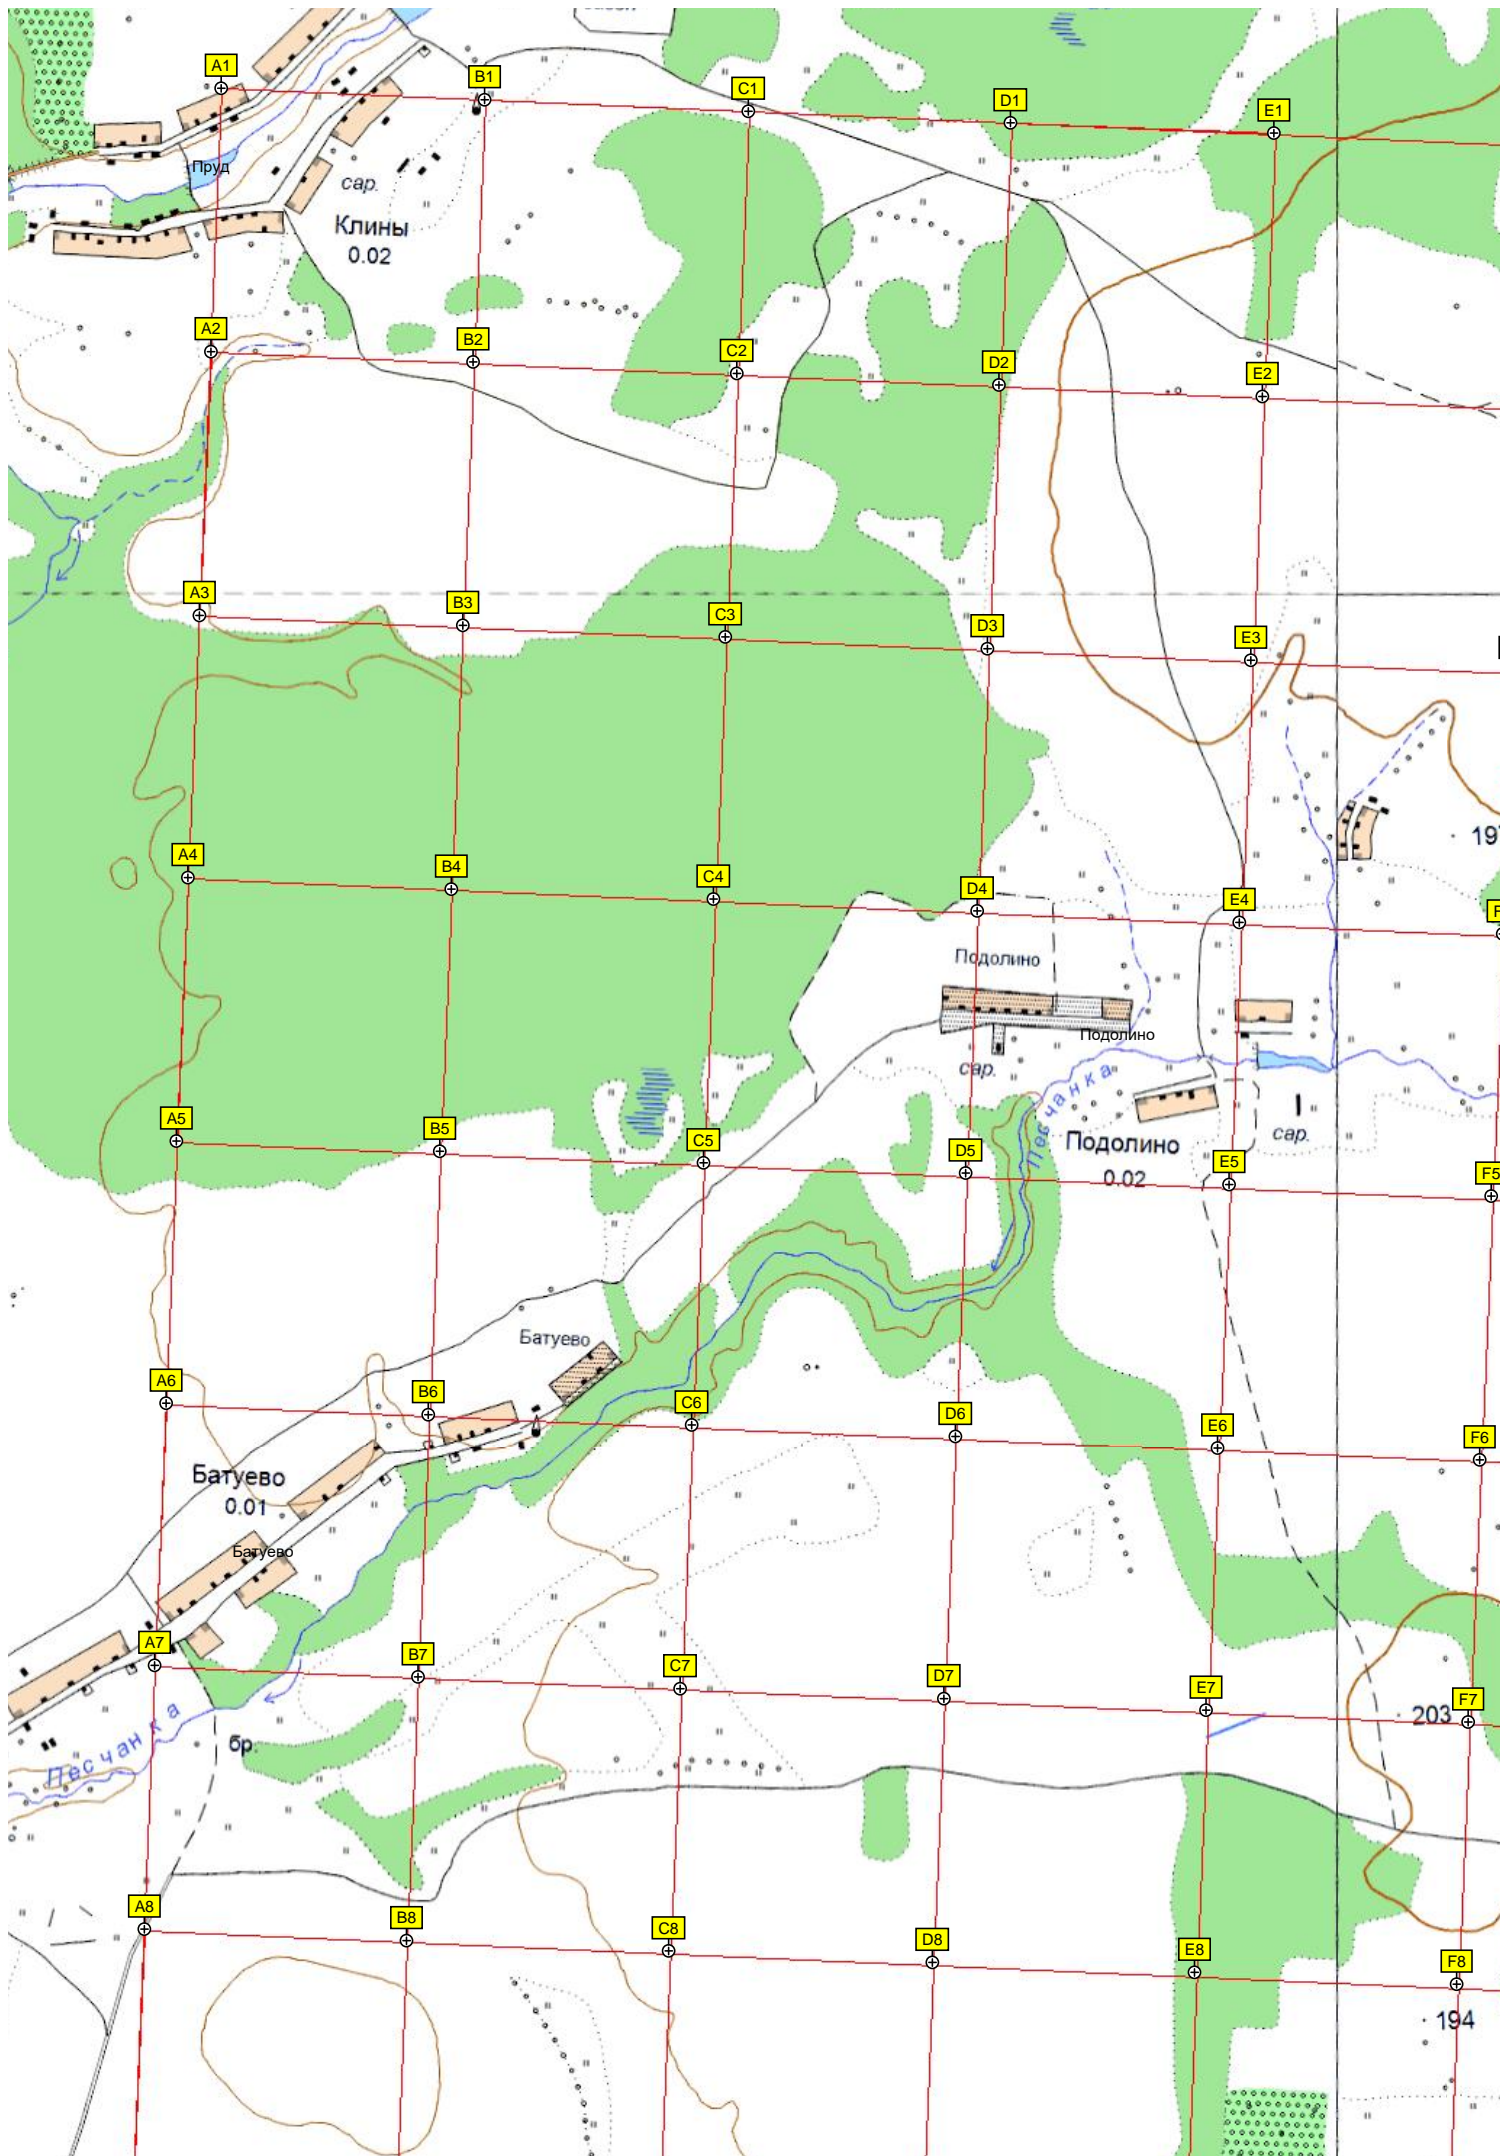 A1
B1
C1
D1
E1
Пруд
сар.
Клины
0.02
A2
B2
C2
D2
E2
A3
B3
C3
D3
E3
A4
B4
C4
D4
E4
F
Подолино
Подолино
сар.
Песчанка
Подолино
0.02
сар.
A5
B5
C5
D5
E5
F5
Батуево
A6
B6
C6
D6
E6
F6
Батуево
0.01
Батуево
A7
B7
C7
D7
E7
F7
203
Песчанка
бр.
A8
B8
C8
D8
E8
F8
194